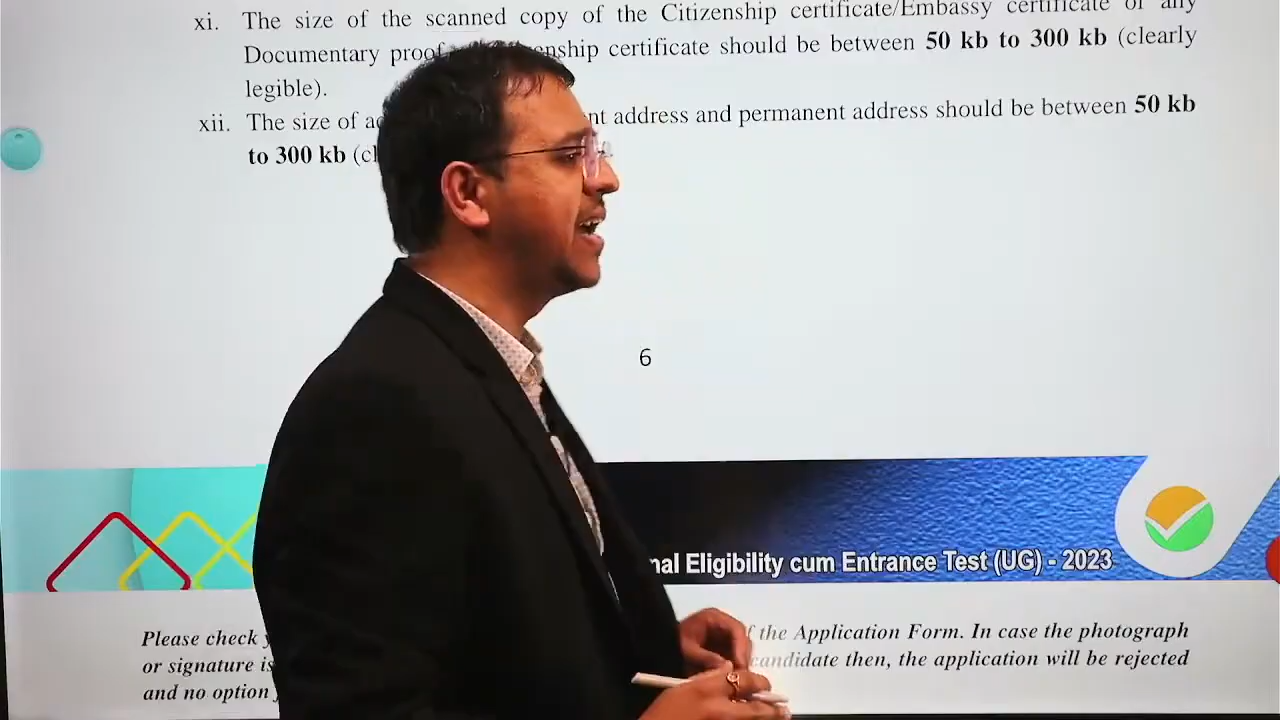 xi. The size of the scanned copy of the Citizenship certificate/Embassy certificate or any
Documentary proof enship certificate should be between 50 kb to 300 kb (clearly
legible).
xii. The size of ad nt address and permanent address should be between 50 kb
to 300 kb (cl
6
nal Eligibility cum Entrance Test (UG) - 2023
Please check y f the Application Form. In case the photograph
or signature is candidate then, the application will be rejected
and no option